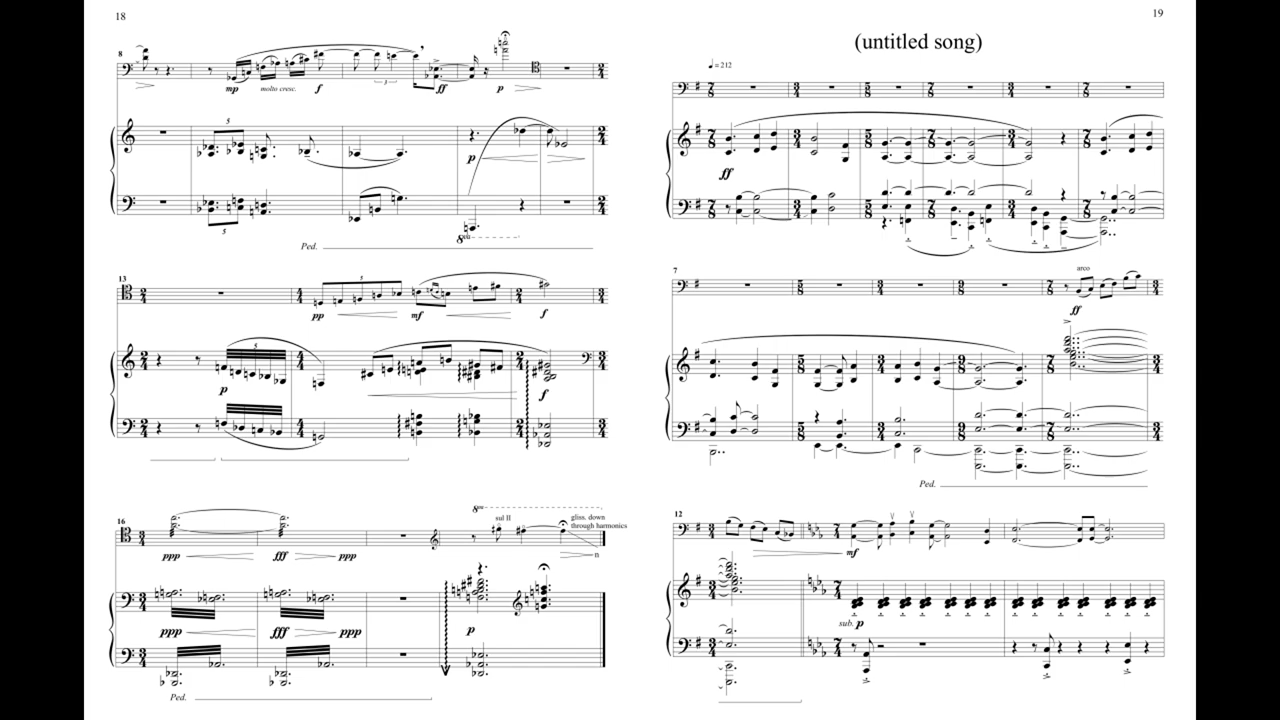 18
8
mp
molto cresc.
f
3
ff
p
5
p
5
8va
Ped.
13
5
pp
mf
f
5
p
f
16
8va
sul II
gliss. down
through harmonics
ppp
fff
ppp
n
ppp
fff
ppp
p
Ped.
19
(untitled song)
= 212
ff
7
arco
ff
Ped.
12
mf
sub. p